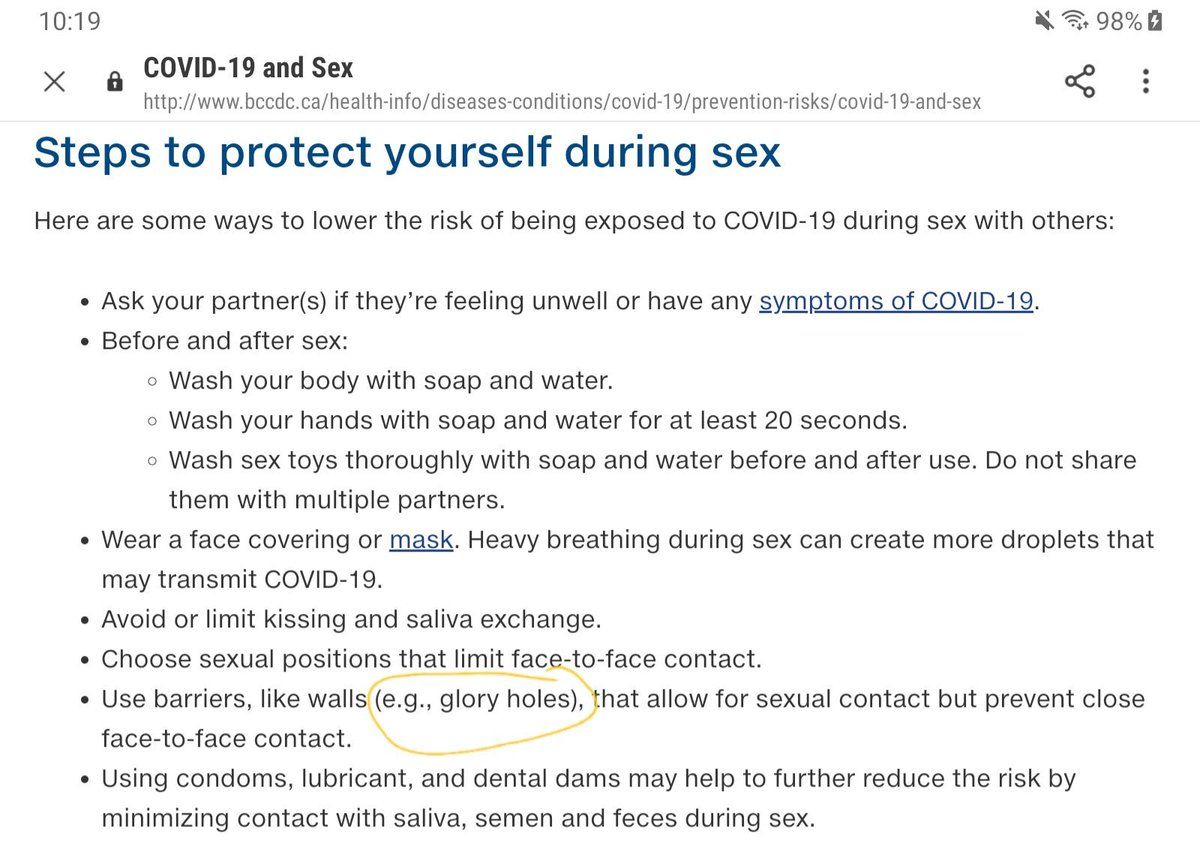 10:19
98%
COVID-19 and Sex
http://www.bccdc.ca/health-info/diseases-conditions/covid-19/prevention-risks/covid-19-and-sex
Steps to protect yourself during sex
Here are some ways to lower the risk of being exposed to COVID-19 during sex with others:
• Ask your partner(s) if they’re feeling unwell or have any symptoms of COVID-19.
• Before and after sex:
◦ Wash your body with soap and water.
◦ Wash your hands with soap and water for at least 20 seconds.
◦ Wash sex toys thoroughly with soap and water before and after use. Do not share
them with multiple partners.
• Wear a face covering or mask. Heavy breathing during sex can create more droplets that
may transmit COVID-19.
• Avoid or limit kissing and saliva exchange.
• Choose sexual positions that limit face-to-face contact.
• Use barriers, like walls (e.g., glory holes), that allow for sexual contact but prevent close
face-to-face contact.
• Using condoms, lubricant, and dental dams may help to further reduce the risk by
minimizing contact with saliva, semen and feces during sex.